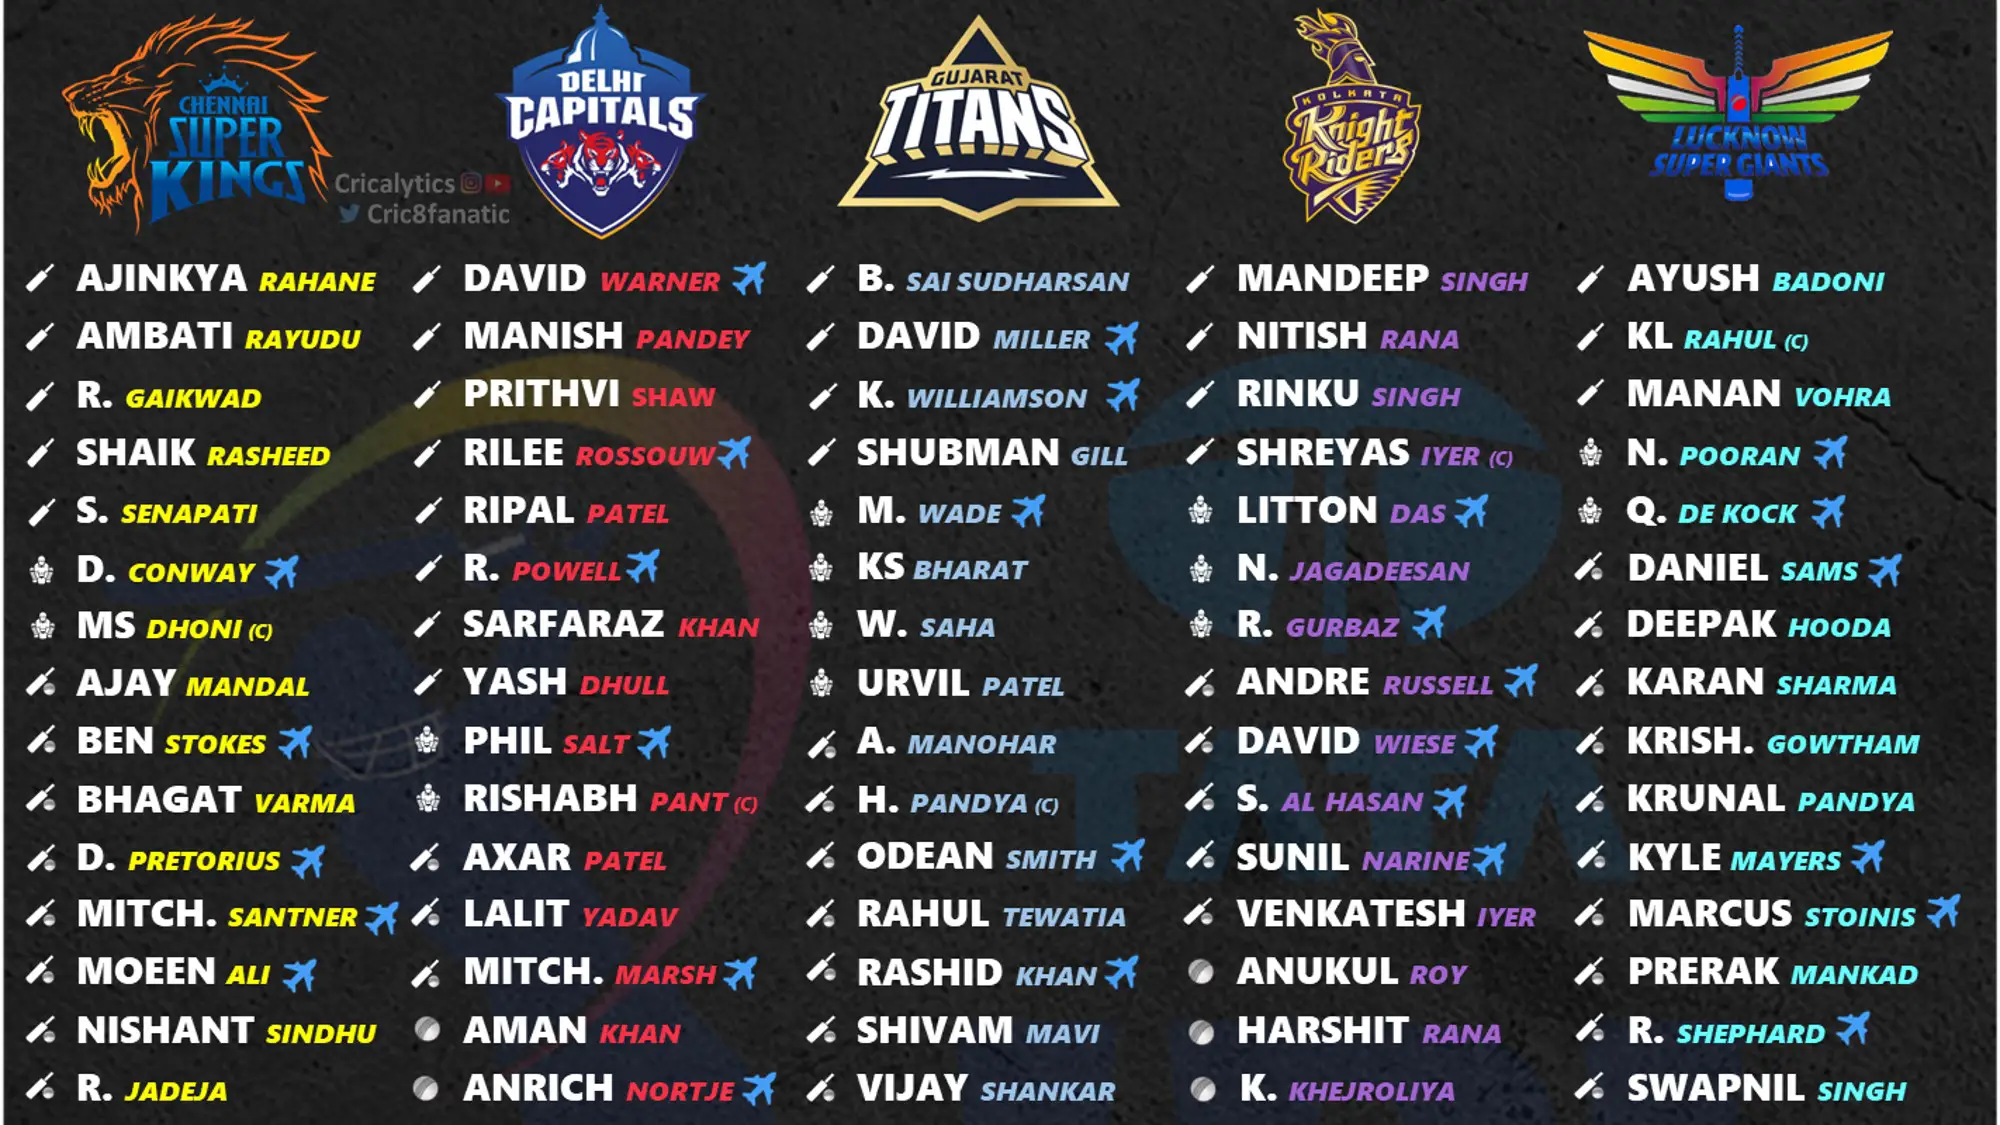 CHENNAI
SUPER
KINGS
Cricalytics
Cric8fanatic
DELHI
CAPITALS
GUJARAT
TITANS
KOLKATA
Knight
Riders
LUCKNOW
SUPER GIANTS
AJINKYA RAHANE
AMBATI RAYUDU
R. GAIKWAD
SHAIK RASHEED
S. SENAPATI
D. CONWAY
MS DHONI (C)
AJAY MANDAL
BEN STOKES
BHAGAT VARMA
D. PRETORIUS
MITCH. SANTNER
MOEEN ALI
NISHANT SINDHU
R. JADEJA
DAVID WARNER
MANISH PANDEY
PRITHVI SHAW
RILEE ROSSOUW
RIPAL PATEL
R. POWELL
SARFARAZ KHAN
YASH DHULL
PHIL SALT
RISHABH PANT (C)
AXAR PATEL
LALIT YADAV
MITCH. MARSH
AMAN KHAN
ANRICH NORTJE
B. SAI SUDHARSAN
DAVID MILLER
K. WILLIAMSON
SHUBMAN GILL
M. WADE
KS BHARAT
W. SAHA
URVIL PATEL
A. MANOHAR
H. PANDYA (C)
ODEAN SMITH
RAHUL TEWATIA
RASHID KHAN
SHIVAM MAVI
VIJAY SHANKAR
MANDEEP SINGH
NITISH RANA
RINKU SINGH
SHREYAS IYER (C)
LITTON DAS
N. JAGADEESAN
R. GURBAZ
ANDRE RUSSELL
DAVID WIESE
S. AL HASAN
SUNIL NARINE
VENKATESH IYER
ANUKUL ROY
HARSHIT RANA
K. KHEJROLIYA
AYUSH BADONI
KL RAHUL (C)
MANAN VOHRA
N. POORAN
Q. DE KOCK
DANIEL SAMS
DEEPAK HOODA
KARAN SHARMA
KRISH. GOWTHAM
KRUNAL PANDYA
KYLE MAYERS
MARCUS STOINIS
PRERAK MANKAD
R. SHEPHARD
SWAPNIL SINGH
TATA